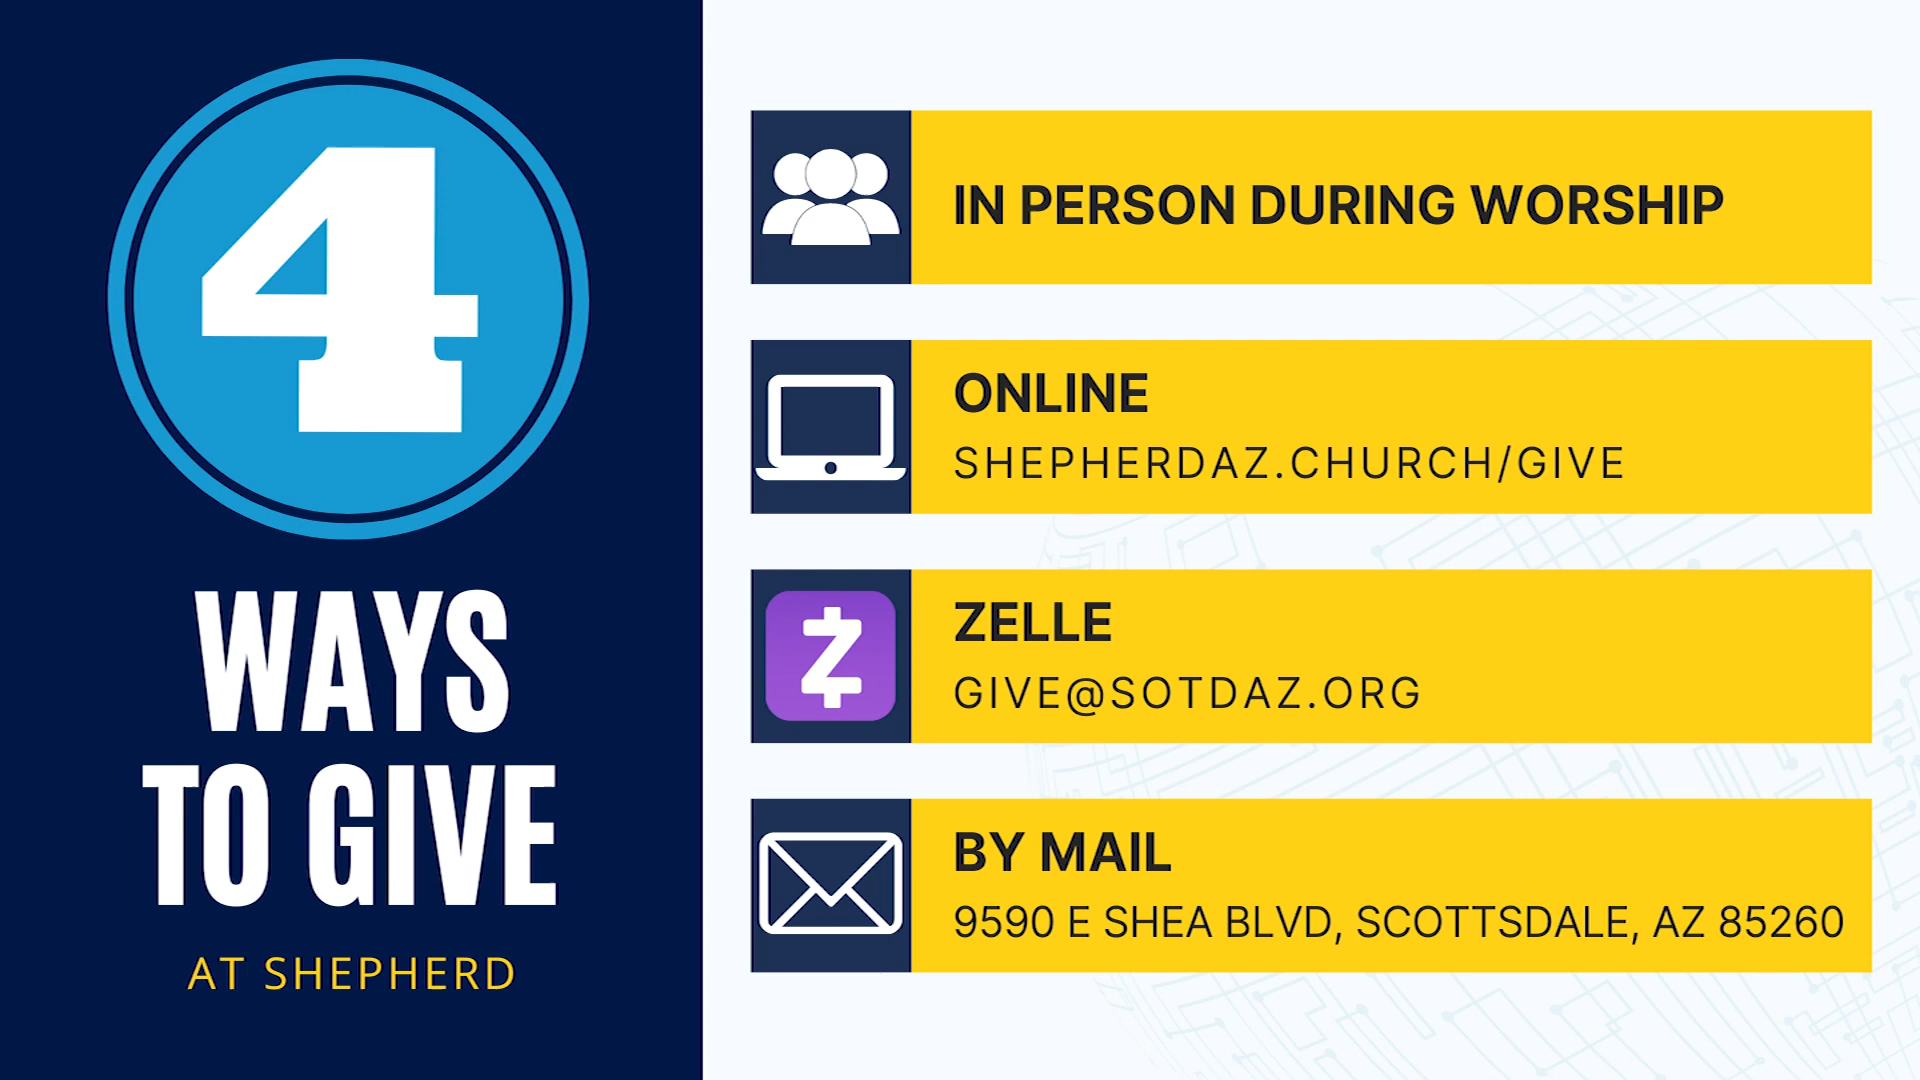 4
WAYS
TO GIVE
AT SHEPHERD
IN PERSON DURING WORSHIP
ONLINE
SHEPHERDAZ.CHURCH/GIVE
ZELLE
GIVE@SOTDAZ.ORG
BY MAIL
9590 E SHEA BLVD, SCOTTSDALE, AZ 85260